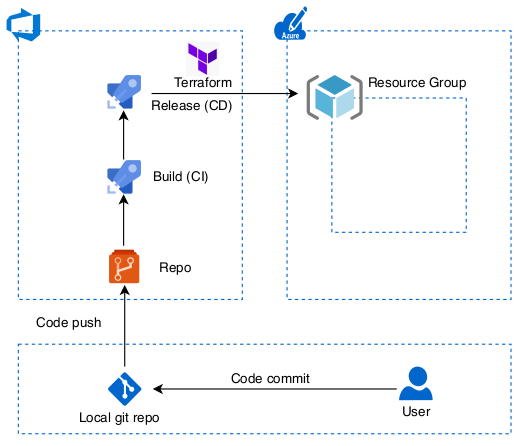 Azure
Terraform
Release (CD)
Resource Group
Build (CI)
Repo
Code push
Code commit
Local git repo
User